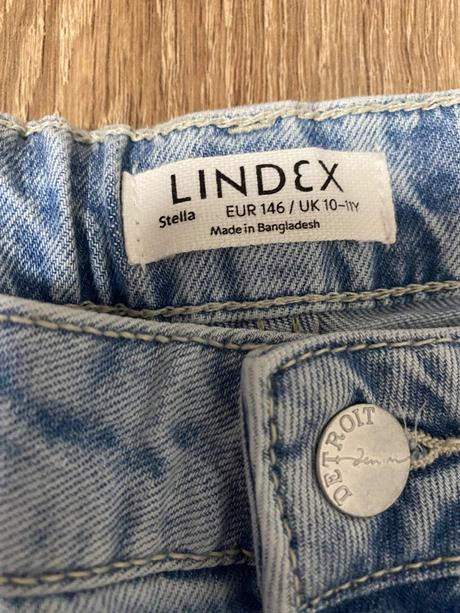 LINDEX
Stella EUR 146 / UK 10-11Y
Made in Bangladesh
DETROIT
denim